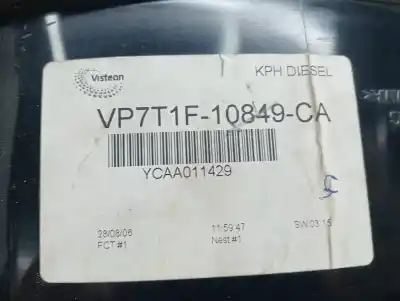 Visteon
KPH DIESEL
VP7T1F-10849-CA
YCAA011429
28/08/06 11:59:47 SW:03.15
FCT #1 Nest #1